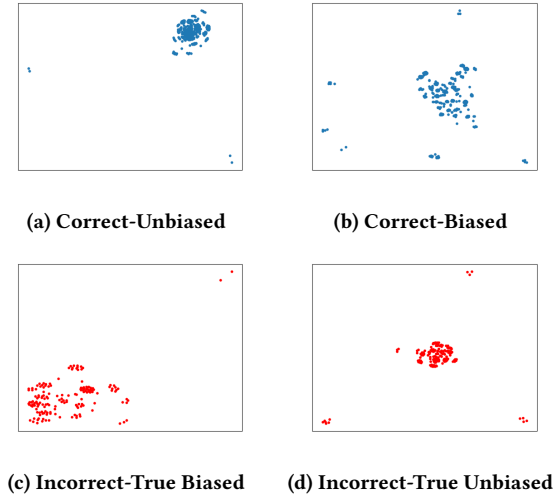 (a) Correct-Unbiased
(b) Correct-Biased
(c) Incorrect-True Biased
(d) Incorrect-True Unbiased